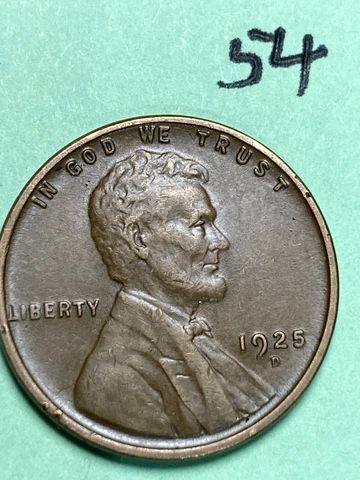 54
IN GOD WE TRUST
LIBERTY
1925
D